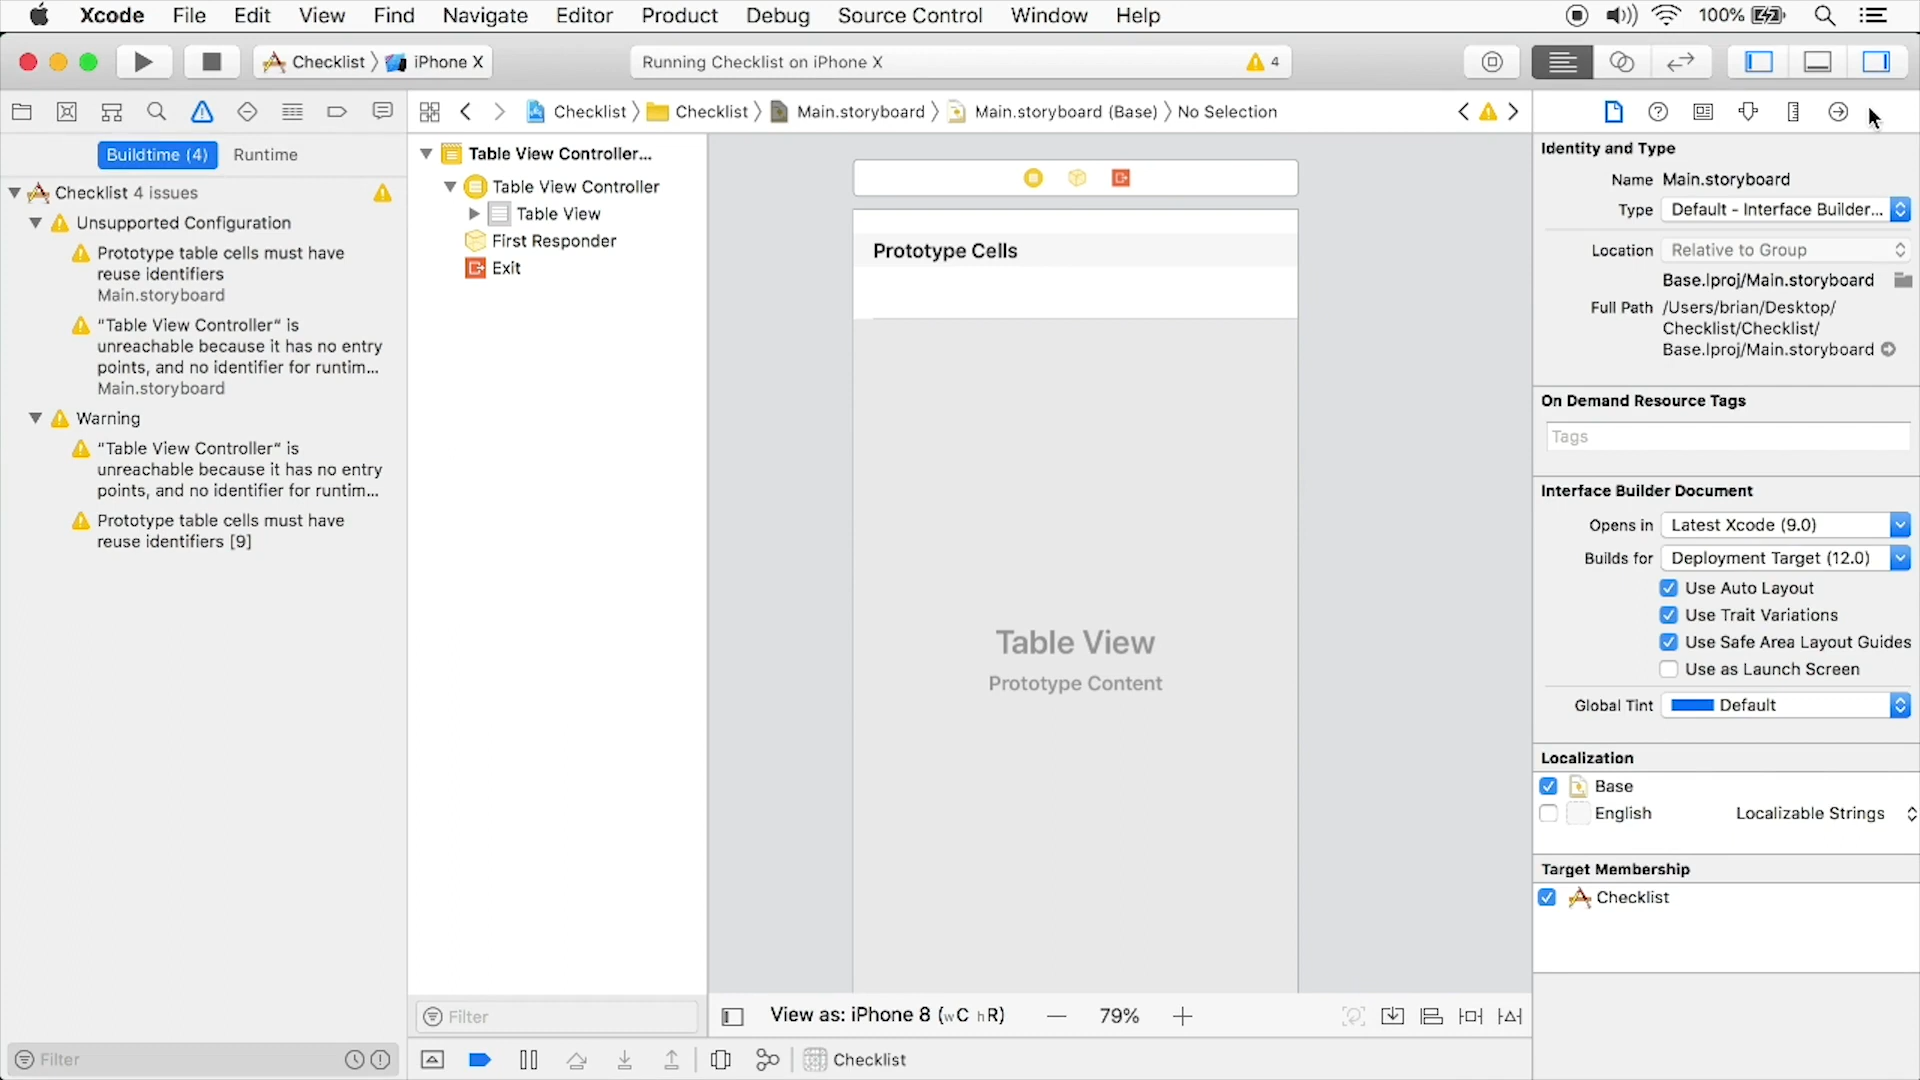 Xcode File Edit View Find Navigate Editor Product Debug Source Control Window Help 100%
Checklist iPhone X
Running Checklist on iPhone X 4
Checklist Checklist Main.storyboard Main.storyboard (Base) No Selection
Buildtime (4) Runtime
Checklist 4 issues
Unsupported Configuration
Prototype table cells must have
reuse identifiers
Main.storyboard
"Table View Controller" is
unreachable because it has no entry
points, and no identifier for runtim...
Main.storyboard
Warning
"Table View Controller" is
unreachable because it has no entry
points, and no identifier for runtim...
Prototype table cells must have
reuse identifiers [9]
Filter
Table View Controller...
Table View Controller
Table View
First Responder
Exit
Filter
Prototype Cells
Table View
Prototype Content
View as: iPhone 8 (wC hR) 79%
Checklist
Identity and Type
Name Main.storyboard
Type Default - Interface Builder...
Location Relative to Group
Base.lproj/Main.storyboard
Full Path /Users/brian/Desktop/
Checklist/Checklist/
Base.lproj/Main.storyboard
On Demand Resource Tags
Tags
Interface Builder Document
Opens in Latest Xcode (9.0)
Builds for Deployment Target (12.0)
Use Auto Layout
Use Trait Variations
Use Safe Area Layout Guides
Use as Launch Screen
Global Tint Default
Localization
Base
English Localizable Strings
Target Membership
Checklist